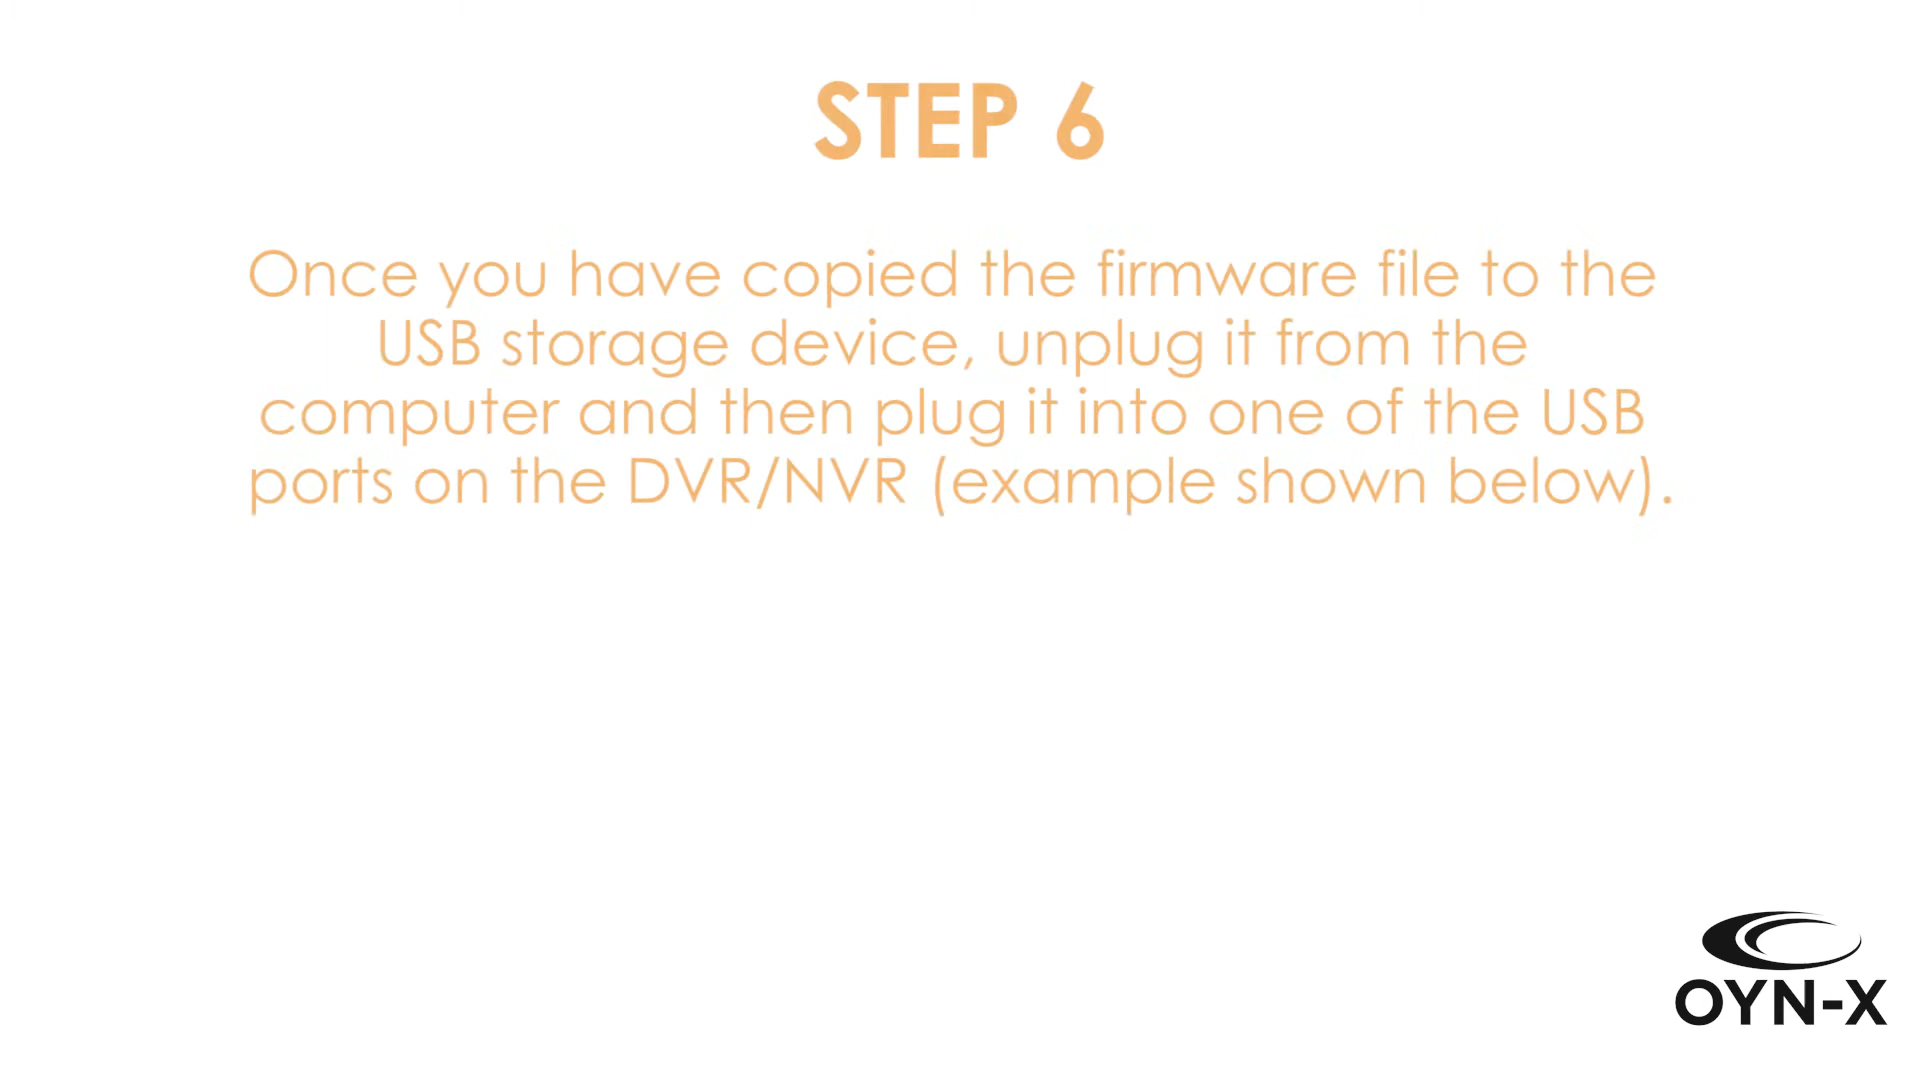 STEP 6
Once you have copied the firmware file to the
USB storage device, unplug it from the
computer and then plug it into one of the USB
ports on the DVR/NVR (example shown below).
OYN-X